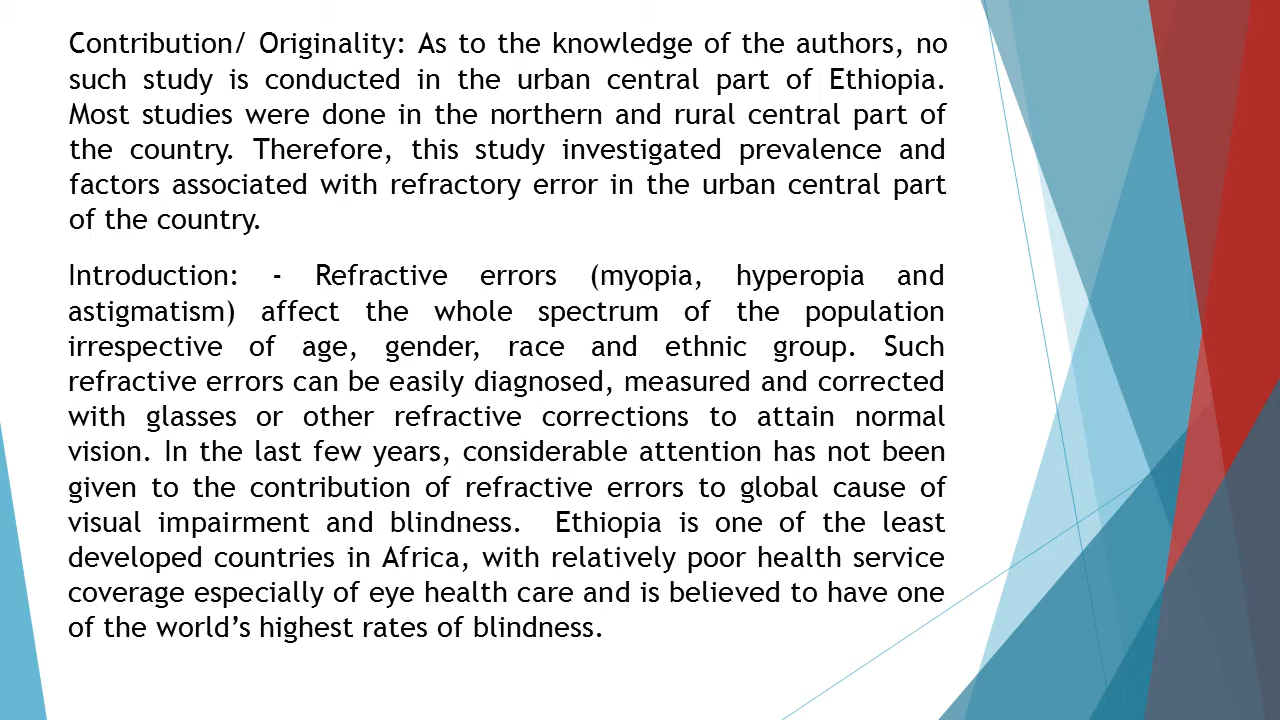 Contribution/ Originality: As to the knowledge of the authors, no
such study is conducted in the urban central part of Ethiopia.
Most studies were done in the northern and rural central part of
the country. Therefore, this study investigated prevalence and
factors associated with refractory error in the urban central part
of the country.
Introduction: - Refractive errors (myopia, hyperopia and
astigmatism) affect the whole spectrum of the population
irrespective of age, gender, race and ethnic group. Such
refractive errors can be easily diagnosed, measured and corrected
with glasses or other refractive corrections to attain normal
vision. In the last few years, considerable attention has not been
given to the contribution of refractive errors to global cause of
visual impairment and blindness. Ethiopia is one of the least
developed countries in Africa, with relatively poor health service
coverage especially of eye health care and is believed to have one
of the world’s highest rates of blindness.